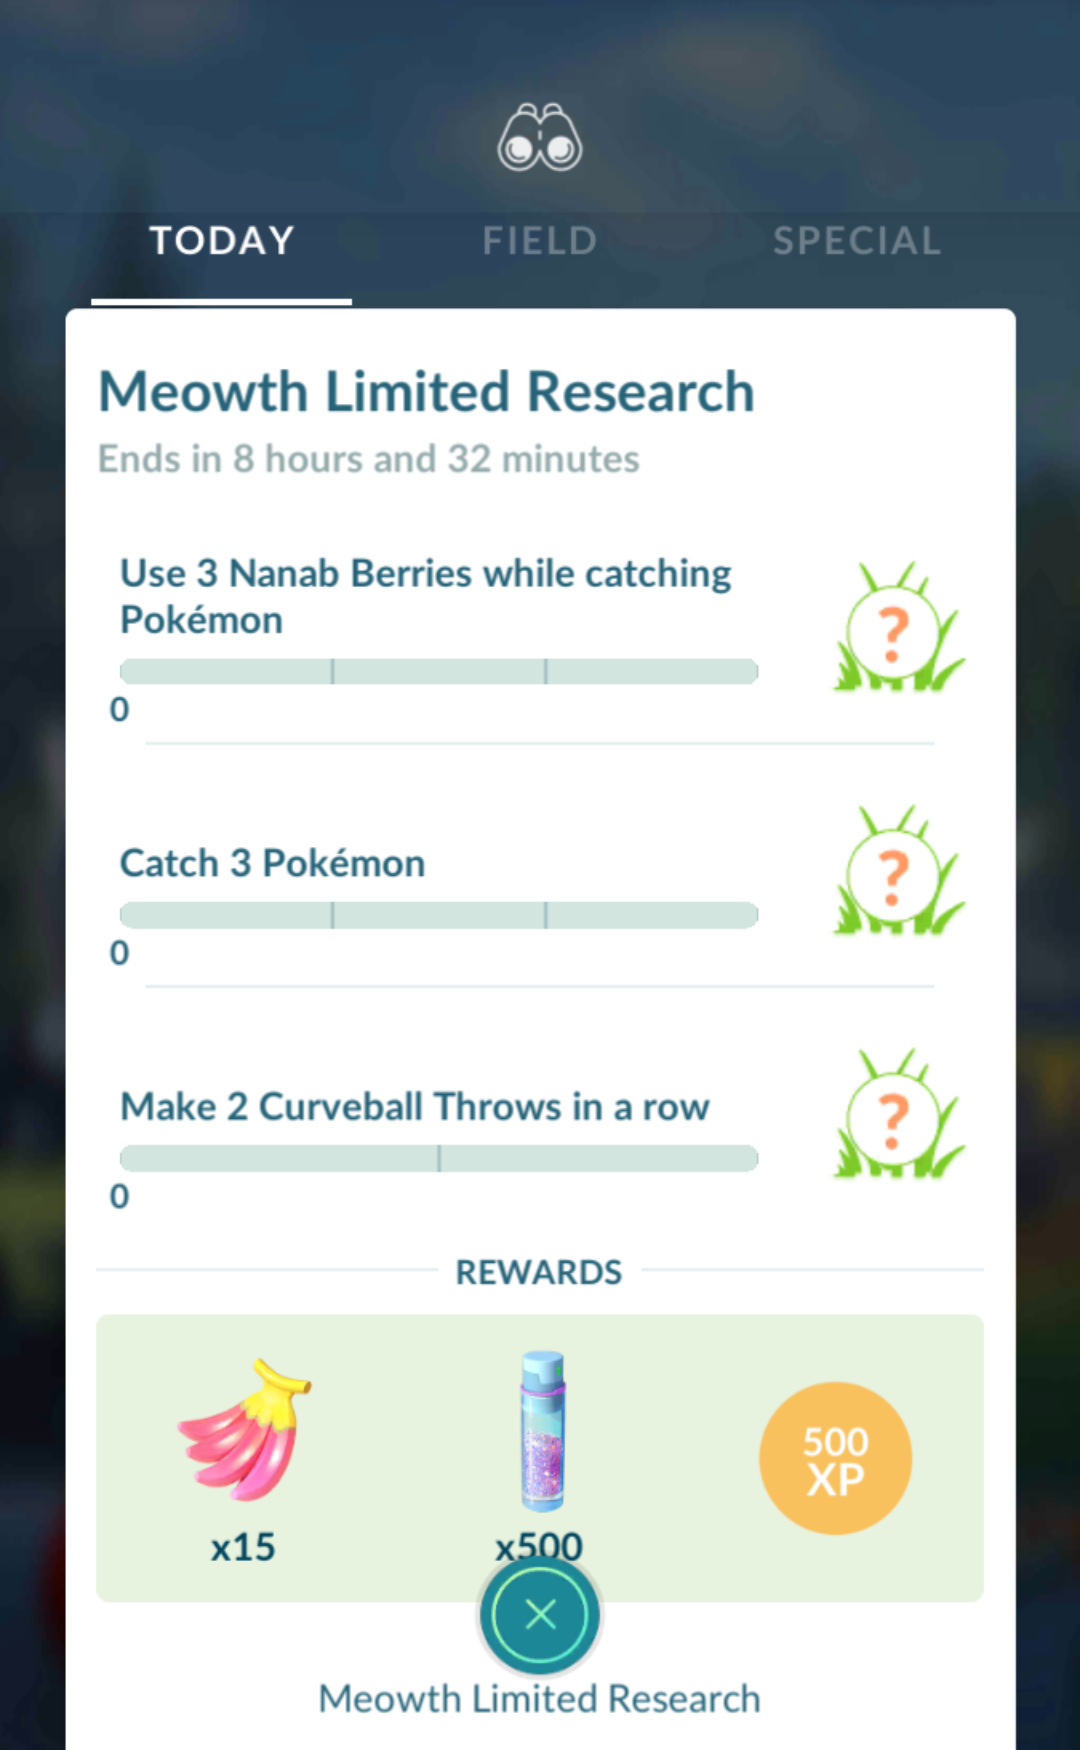 TODAY FIELD SPECIAL
Meowth Limited Research
Ends in 8 hours and 32 minutes
Use 3 Nanab Berries while catching
Pokémon
?
0
Catch 3 Pokémon
?
0
Make 2 Curveball Throws in a row
?
0
REWARDS
500
XP
x15 x500
Meowth Limited Research